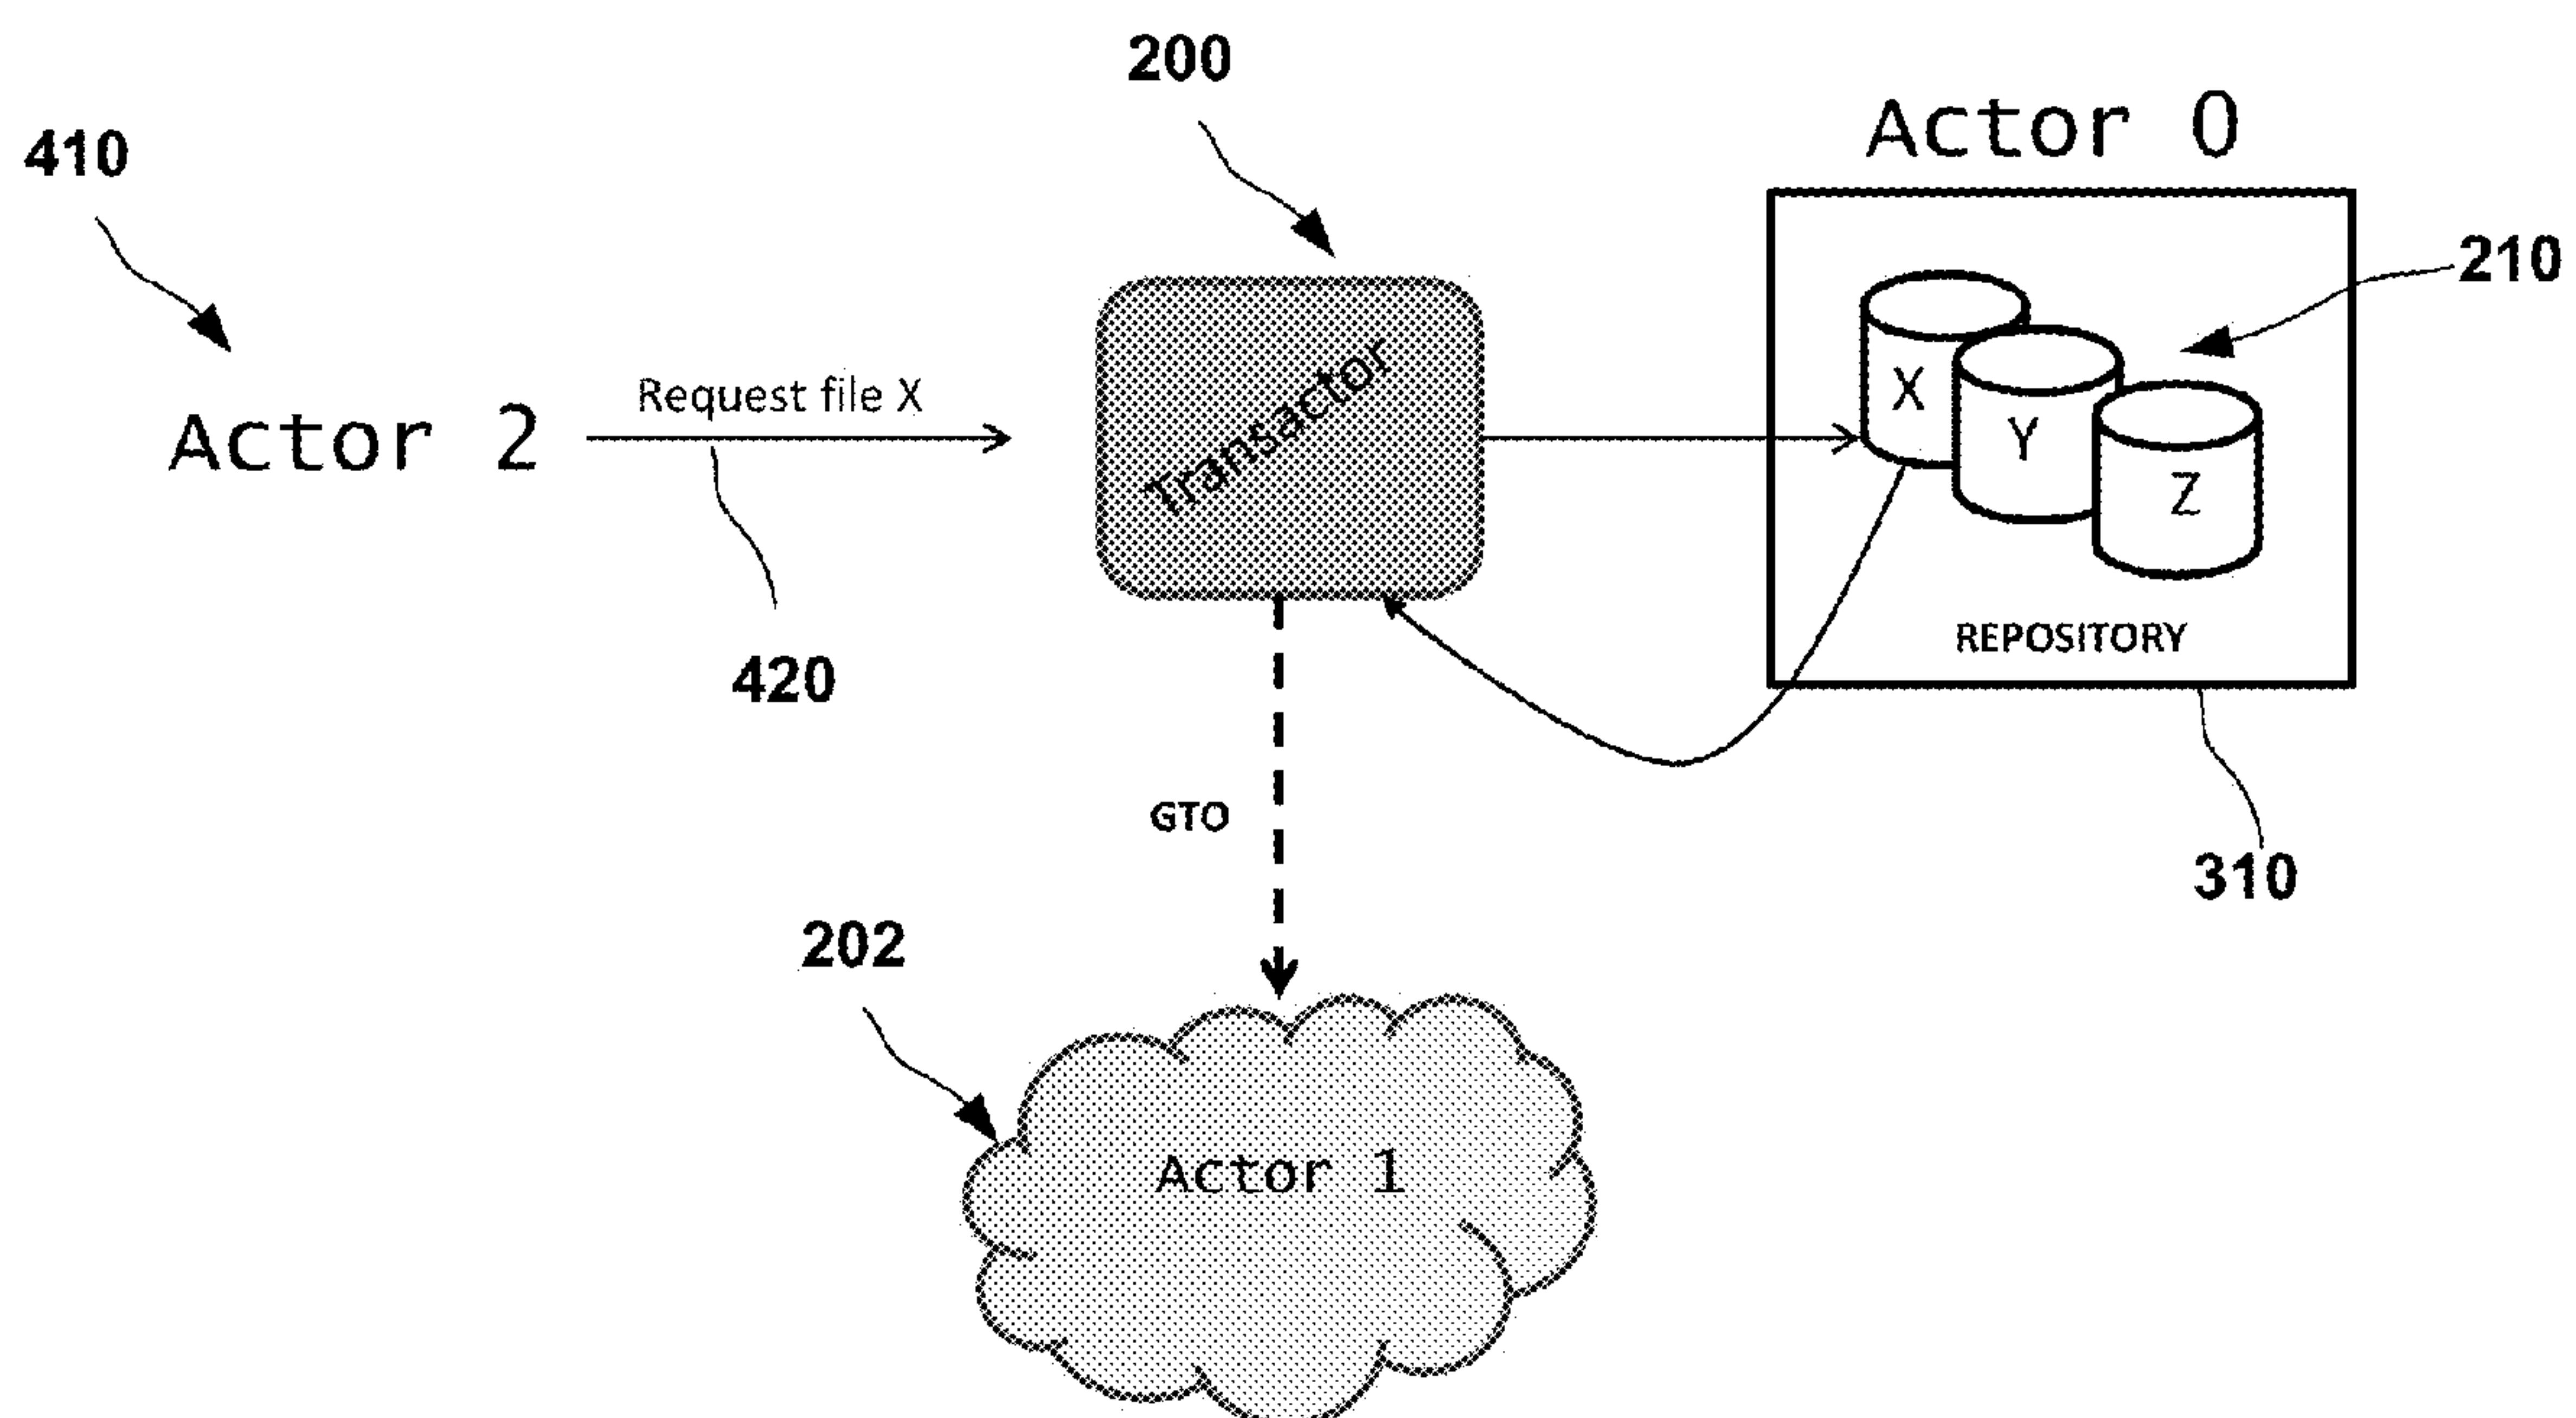 200
Actor 0
410
210
Request file X
Actor 2
Transactor
X
Y
Z
REPOSITORY
420
GTO
310
202
Actor 1